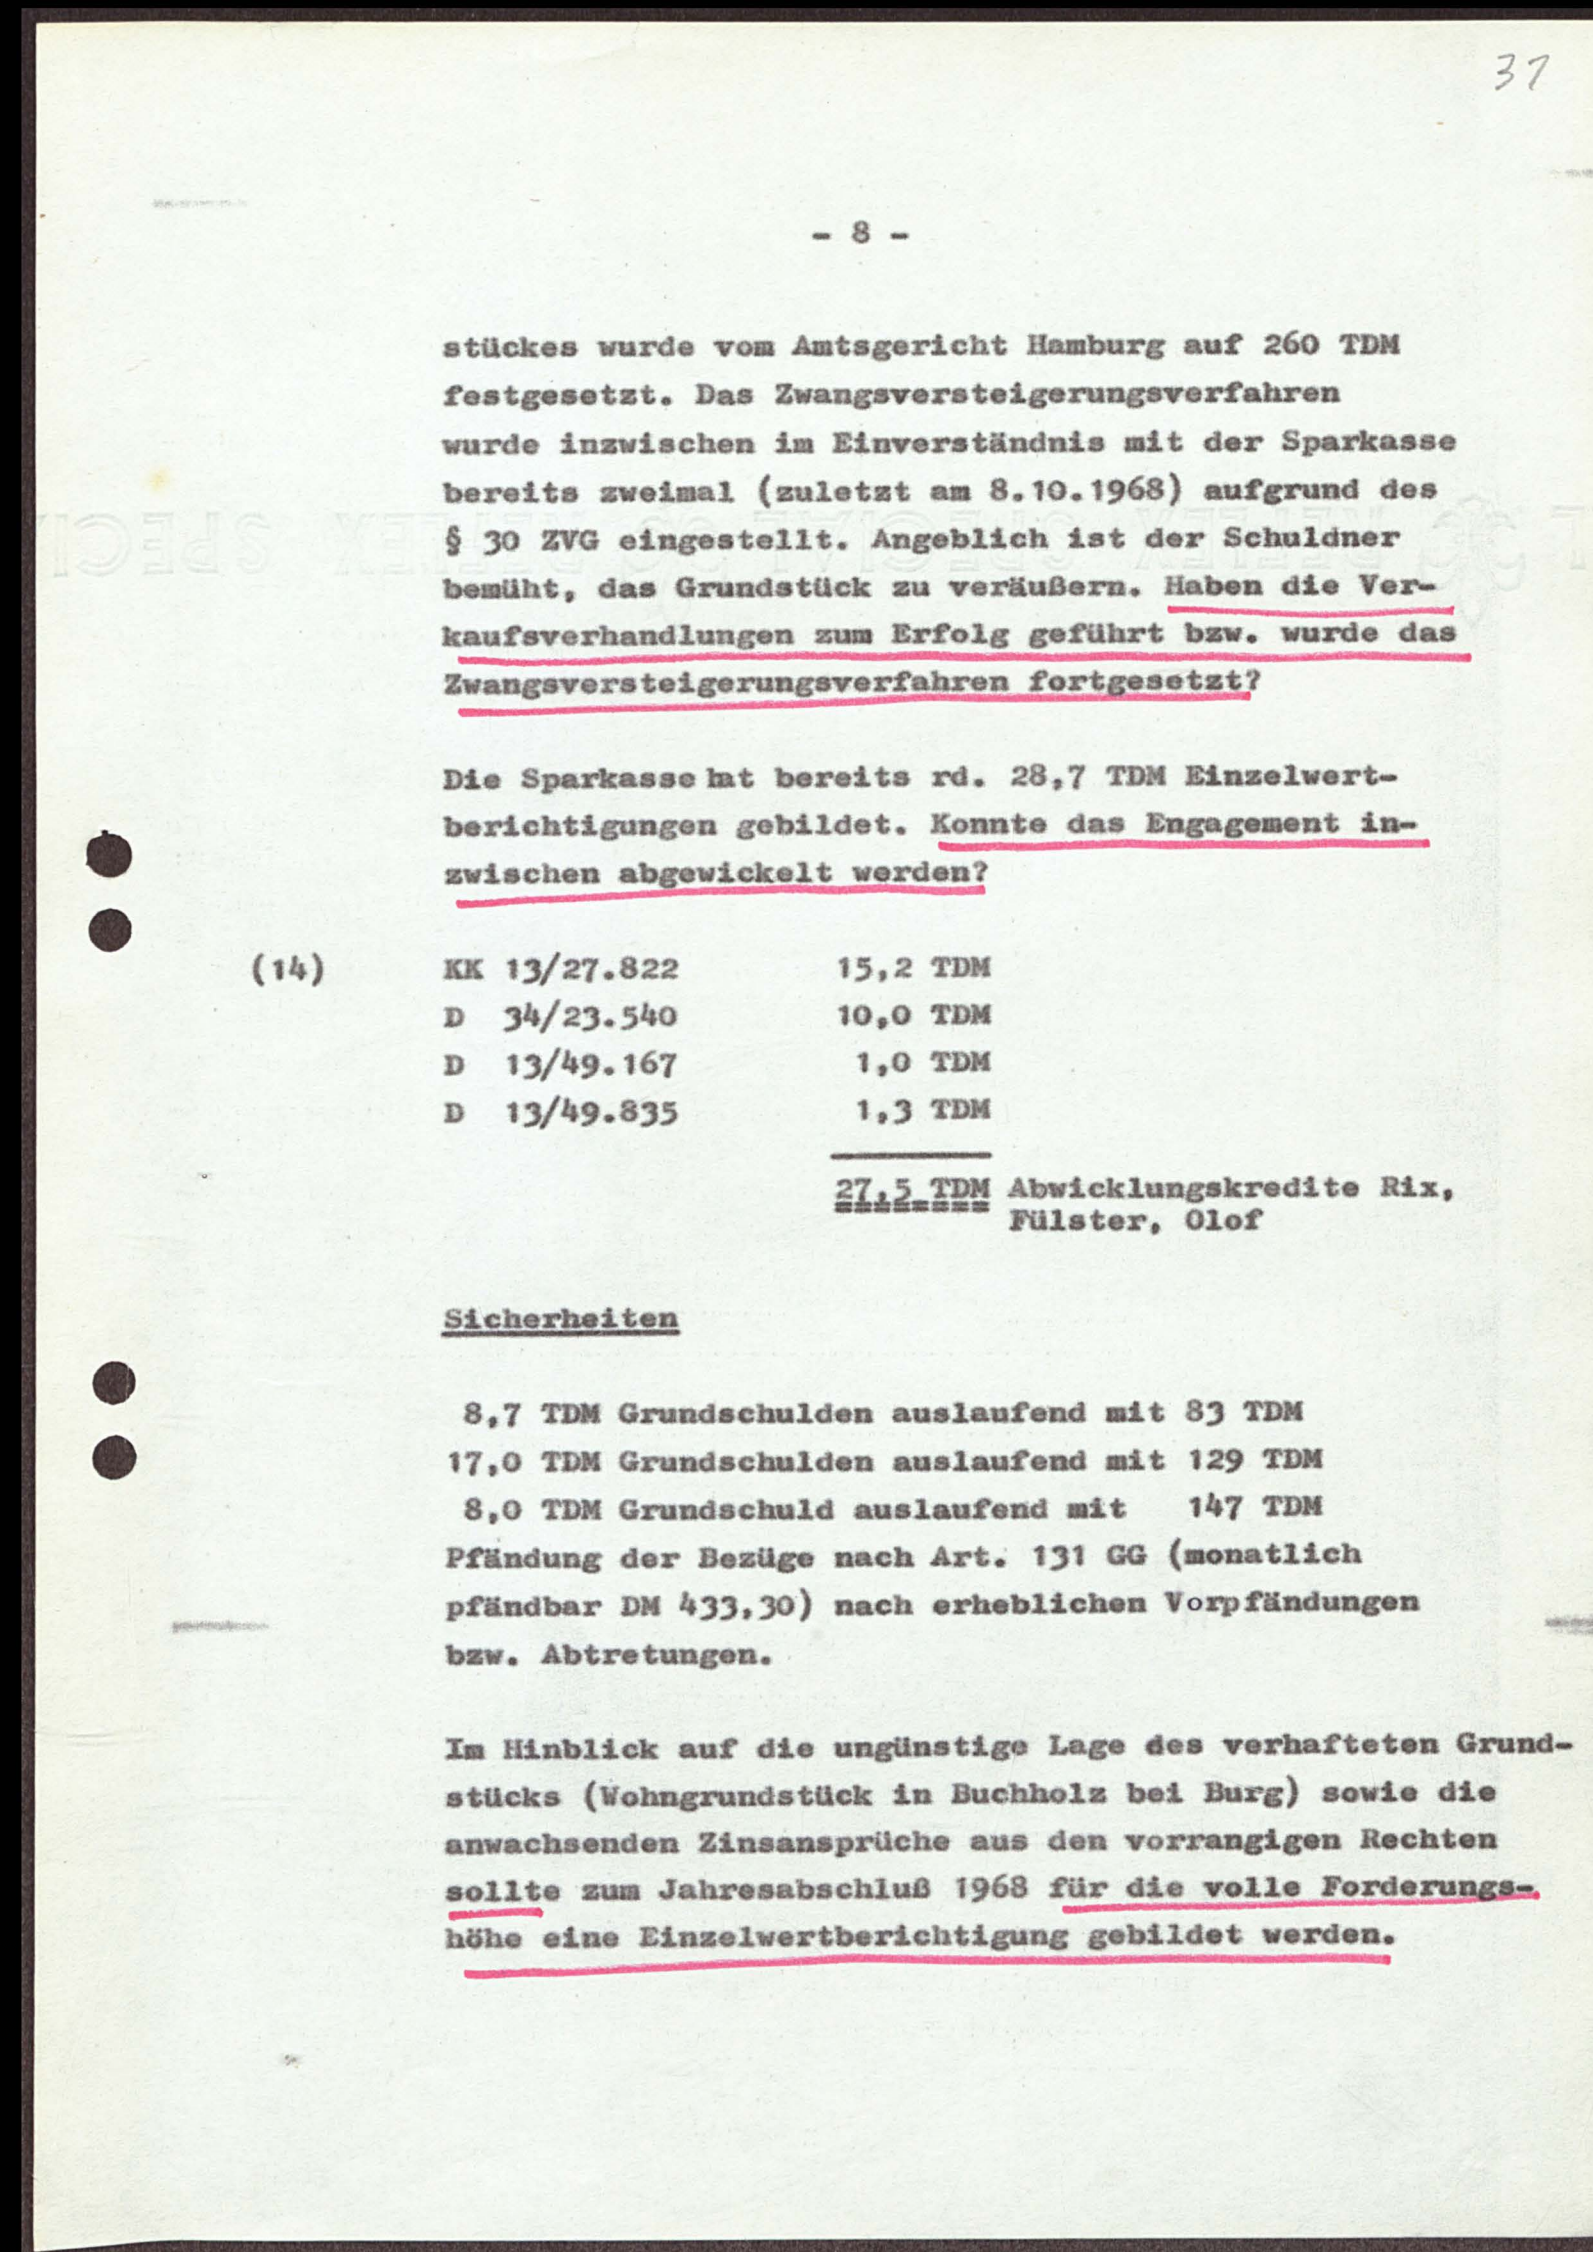 37
- 8 -
stückes wurde vom Amtsgericht Hamburg auf 260 TDM
festgesetzt. Das Zwangsversteigerungsverfahren
wurde inzwischen im Einverständnis mit der Sparkasse
bereits zweimal (zuletzt am 8.10.1968) aufgrund des
§ 30 ZVG eingestellt. Angeblich ist der Schuldner
bemüht, das Grundstück zu veräußern. Haben die Ver-
kaufsverhandlungen zum Erfolg geführt bzw. wurde das
Zwangsversteigerungsverfahren fortgesetzt?
Die Sparkasse hat bereits rd. 28,7 TDM Einzelwert-
berichtigungen gebildet. Konnte das Engagement in-
zwischen abgewickelt werden?
(14) KK 13/27.822 15,2 TDM
D 34/23.540 10,0 TDM
D 13/49.167 1,0 TDM
D 13/49.835 1,3 TDM
27,5 TDM Abwicklungskredite Rix,
Fülster, Olof
Sicherheiten
8,7 TDM Grundschulden auslaufend mit 83 TDM
17,0 TDM Grundschulden auslaufend mit 129 TDM
8,0 TDM Grundschuld auslaufend mit 147 TDM
Pfändung der Bezüge nach Art. 131 GG (monatlich
pfändbar DM 433,30) nach erheblichen Vorpfändungen
bzw. Abtretungen.
Im Hinblick auf die ungünstige Lage des verhafteten Grund-
stücks (Wohngrundstück in Buchholz bei Burg) sowie die
anwachsenden Zinsansprüche aus den vorrangigen Rechten
sollte zum Jahresabschluß 1968 für die volle Forderungs-
höhe eine Einzelwertberichtigung gebildet werden.